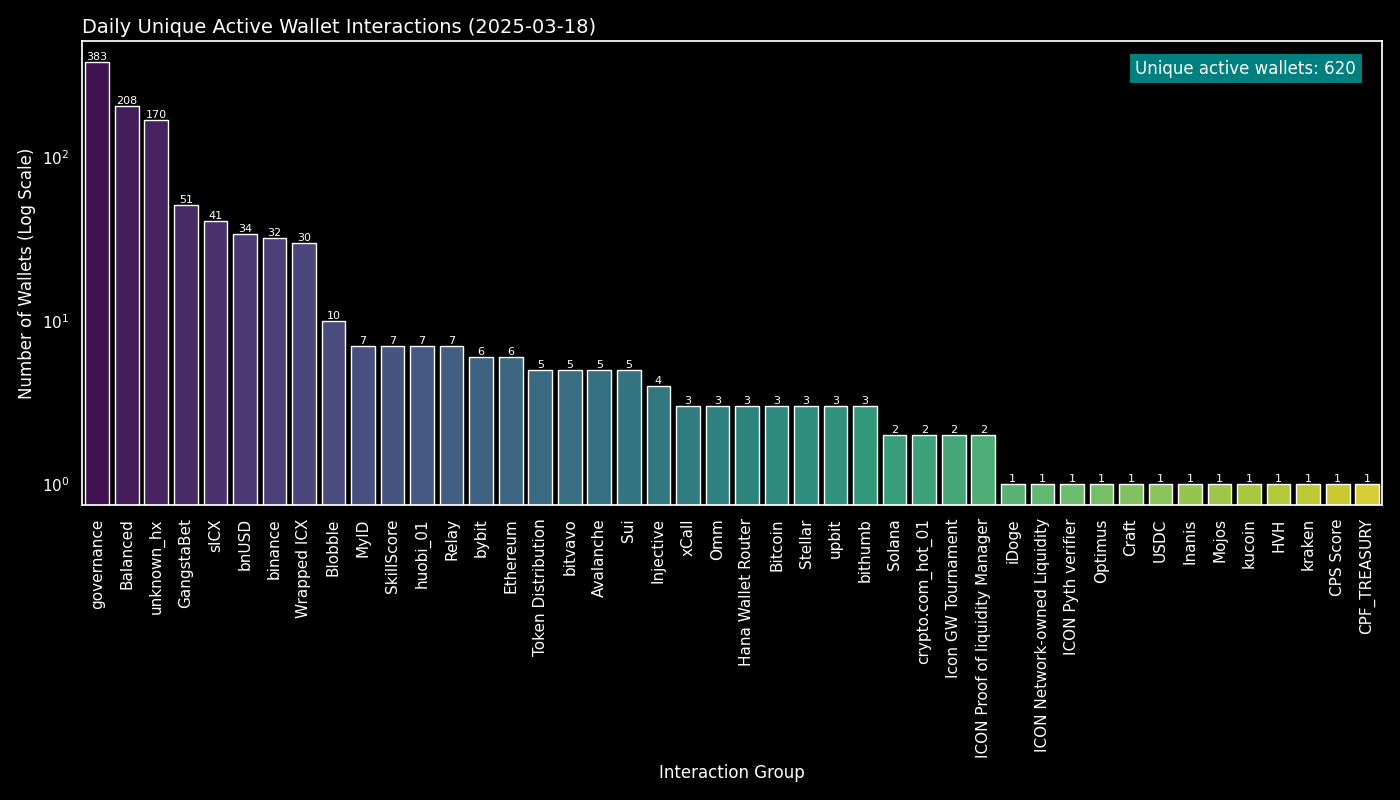 Daily Unique Active Wallet Interactions (2025-03-18)
Unique active wallets: 620
Number of Wallets (Log Scale)
10²
10¹
10⁰
383
208
170
51
41
34
32
30
10
7
7
7
7
6
6
5
5
5
5
4
3
3
3
3
3
3
3
2
2
2
2
1
1
1
1
1
1
1
1
1
1
1
1
1
governance
Balanced
unknown_hx
GangstaBet
sICX
bnUSD
binance
Wrapped ICX
Blobble
MyID
SkillScore
huobi_01
Relay
bybit
Ethereum
Token Distribution
bitvavo
Avalanche
Sui
Injective
xCall
Omm
Hana Wallet Router
Bitcoin
Stellar
upbit
bithumb
Solana
crypto.com_hot_01
Icon GW Tournament
ICON Proof of liquidity Manager
iDoge
ICON Network-owned Liquidity
ICON Pyth verifier
Optimus
Craft
USDC
Inanis
Mojos
kucoin
HVH
kraken
CPS Score
CPF_TREASURY
Interaction Group